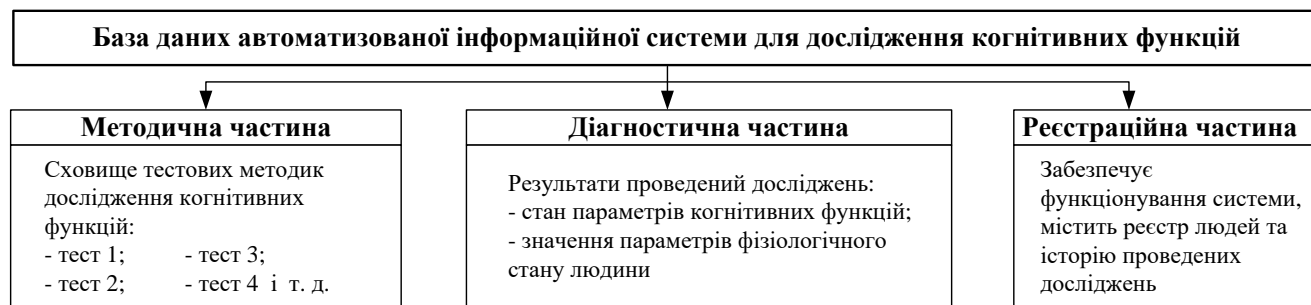 База даних автоматизованої інформаційної системи для дослідження когнітивних функцій
Методична частина
Сховище тестових методик
дослідження когнітивних
функцій:
- тест 1; - тест 3;
- тест 2; - тест 4 і т. д.
Діагностична частина
Результати проведений досліджень:
- стан параметрів когнітивних функцій;
- значення параметрів фізіологічного
стану людини
Реєстраційна частина
Забезпечує
функціонування системи,
містить реєстр людей та
історію проведених
досліджень